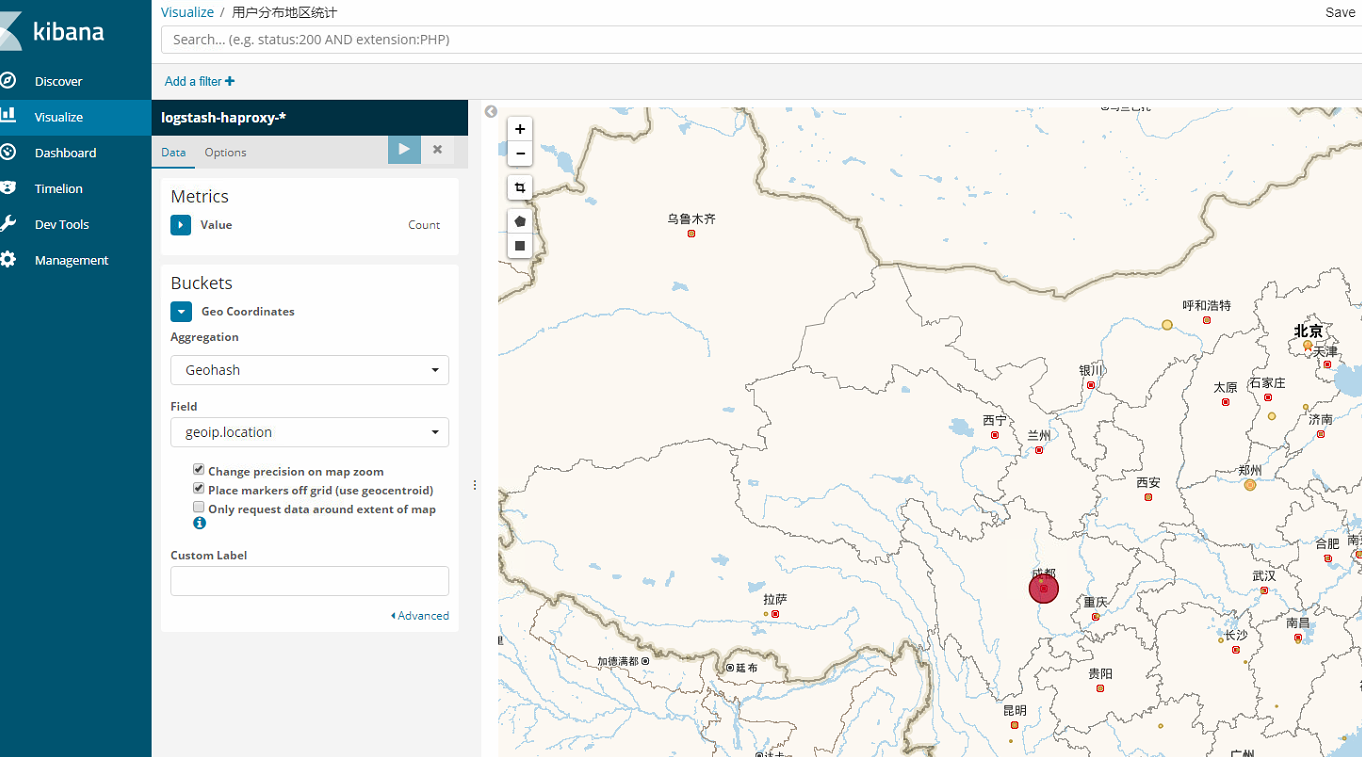 kibana
Discover
Visualize
Dashboard
Timelion
Dev Tools
Management
Visualize / 用户分布地区统计
Save
Search... (e.g. status:200 AND extension:PHP)
Add a filter +
logstash-haproxy-*
Data Options
Metrics
Value Count
Buckets
Geo Coordinates
Aggregation
Geohash
Field
geoip.location
Change precision on map zoom
Place markers off grid (use geocentroid)
Only request data around extent of map
Custom Label
Advanced
+
−
乌鲁木齐
呼和浩特
北京
天津
银川
太原
石家庄
西宁
兰州
济南
郑州
西安
合肥
成都
武汉
拉萨
重庆
南昌
长沙
加德满都
廷布
贵阳
昆明
广州